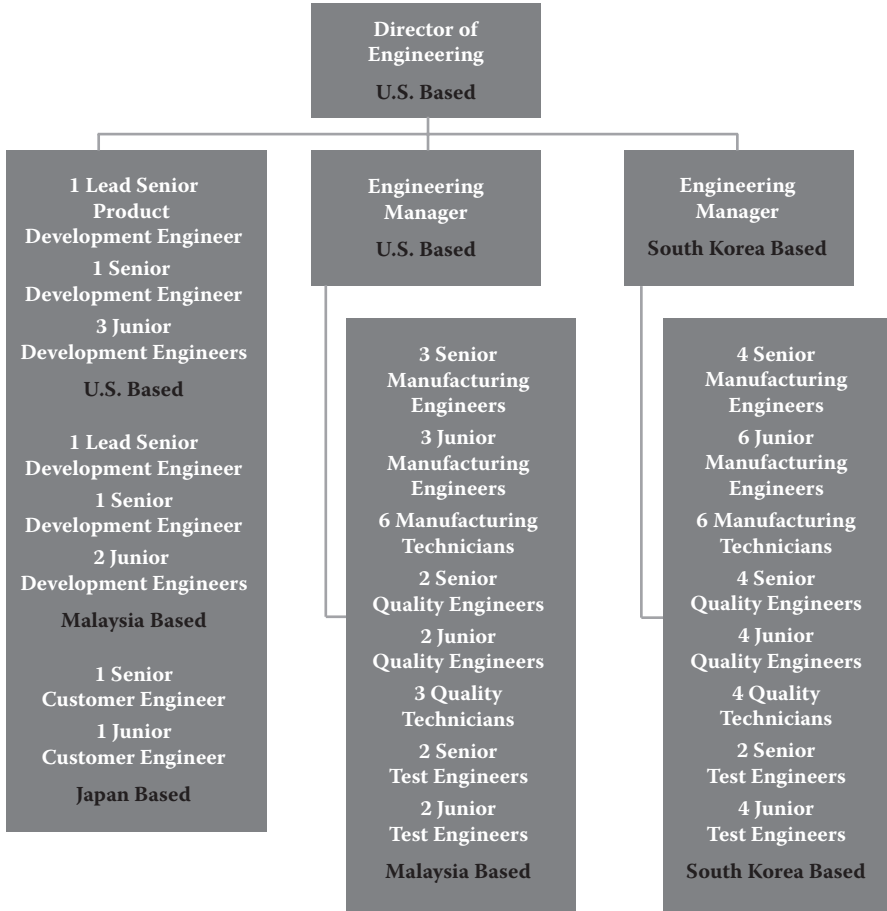 Director of
Engineering
U.S. Based
1 Lead Senior
Product
Development Engineer
1 Senior
Development Engineer
3 Junior
Development Engineers
U.S. Based
1 Lead Senior
Development Engineer
1 Senior
Development Engineer
2 Junior
Development Engineers
Malaysia Based
1 Senior
Customer Engineer
1 Junior
Customer Engineer
Japan Based
Engineering
Manager
U.S. Based
3 Senior
Manufacturing
Engineers
3 Junior
Manufacturing
Engineers
6 Manufacturing
Technicians
2 Senior
Quality Engineers
2 Junior
Quality Engineers
3 Quality
Technicians
2 Senior
Test Engineers
2 Junior
Test Engineers
Malaysia Based
Engineering
Manager
South Korea Based
4 Senior
Manufacturing
Engineers
6 Junior
Manufacturing
Engineers
6 Manufacturing
Technicians
4 Senior
Quality Engineers
4 Junior
Quality Engineers
4 Quality
Technicians
2 Senior
Test Engineers
4 Junior
Test Engineers
South Korea Based